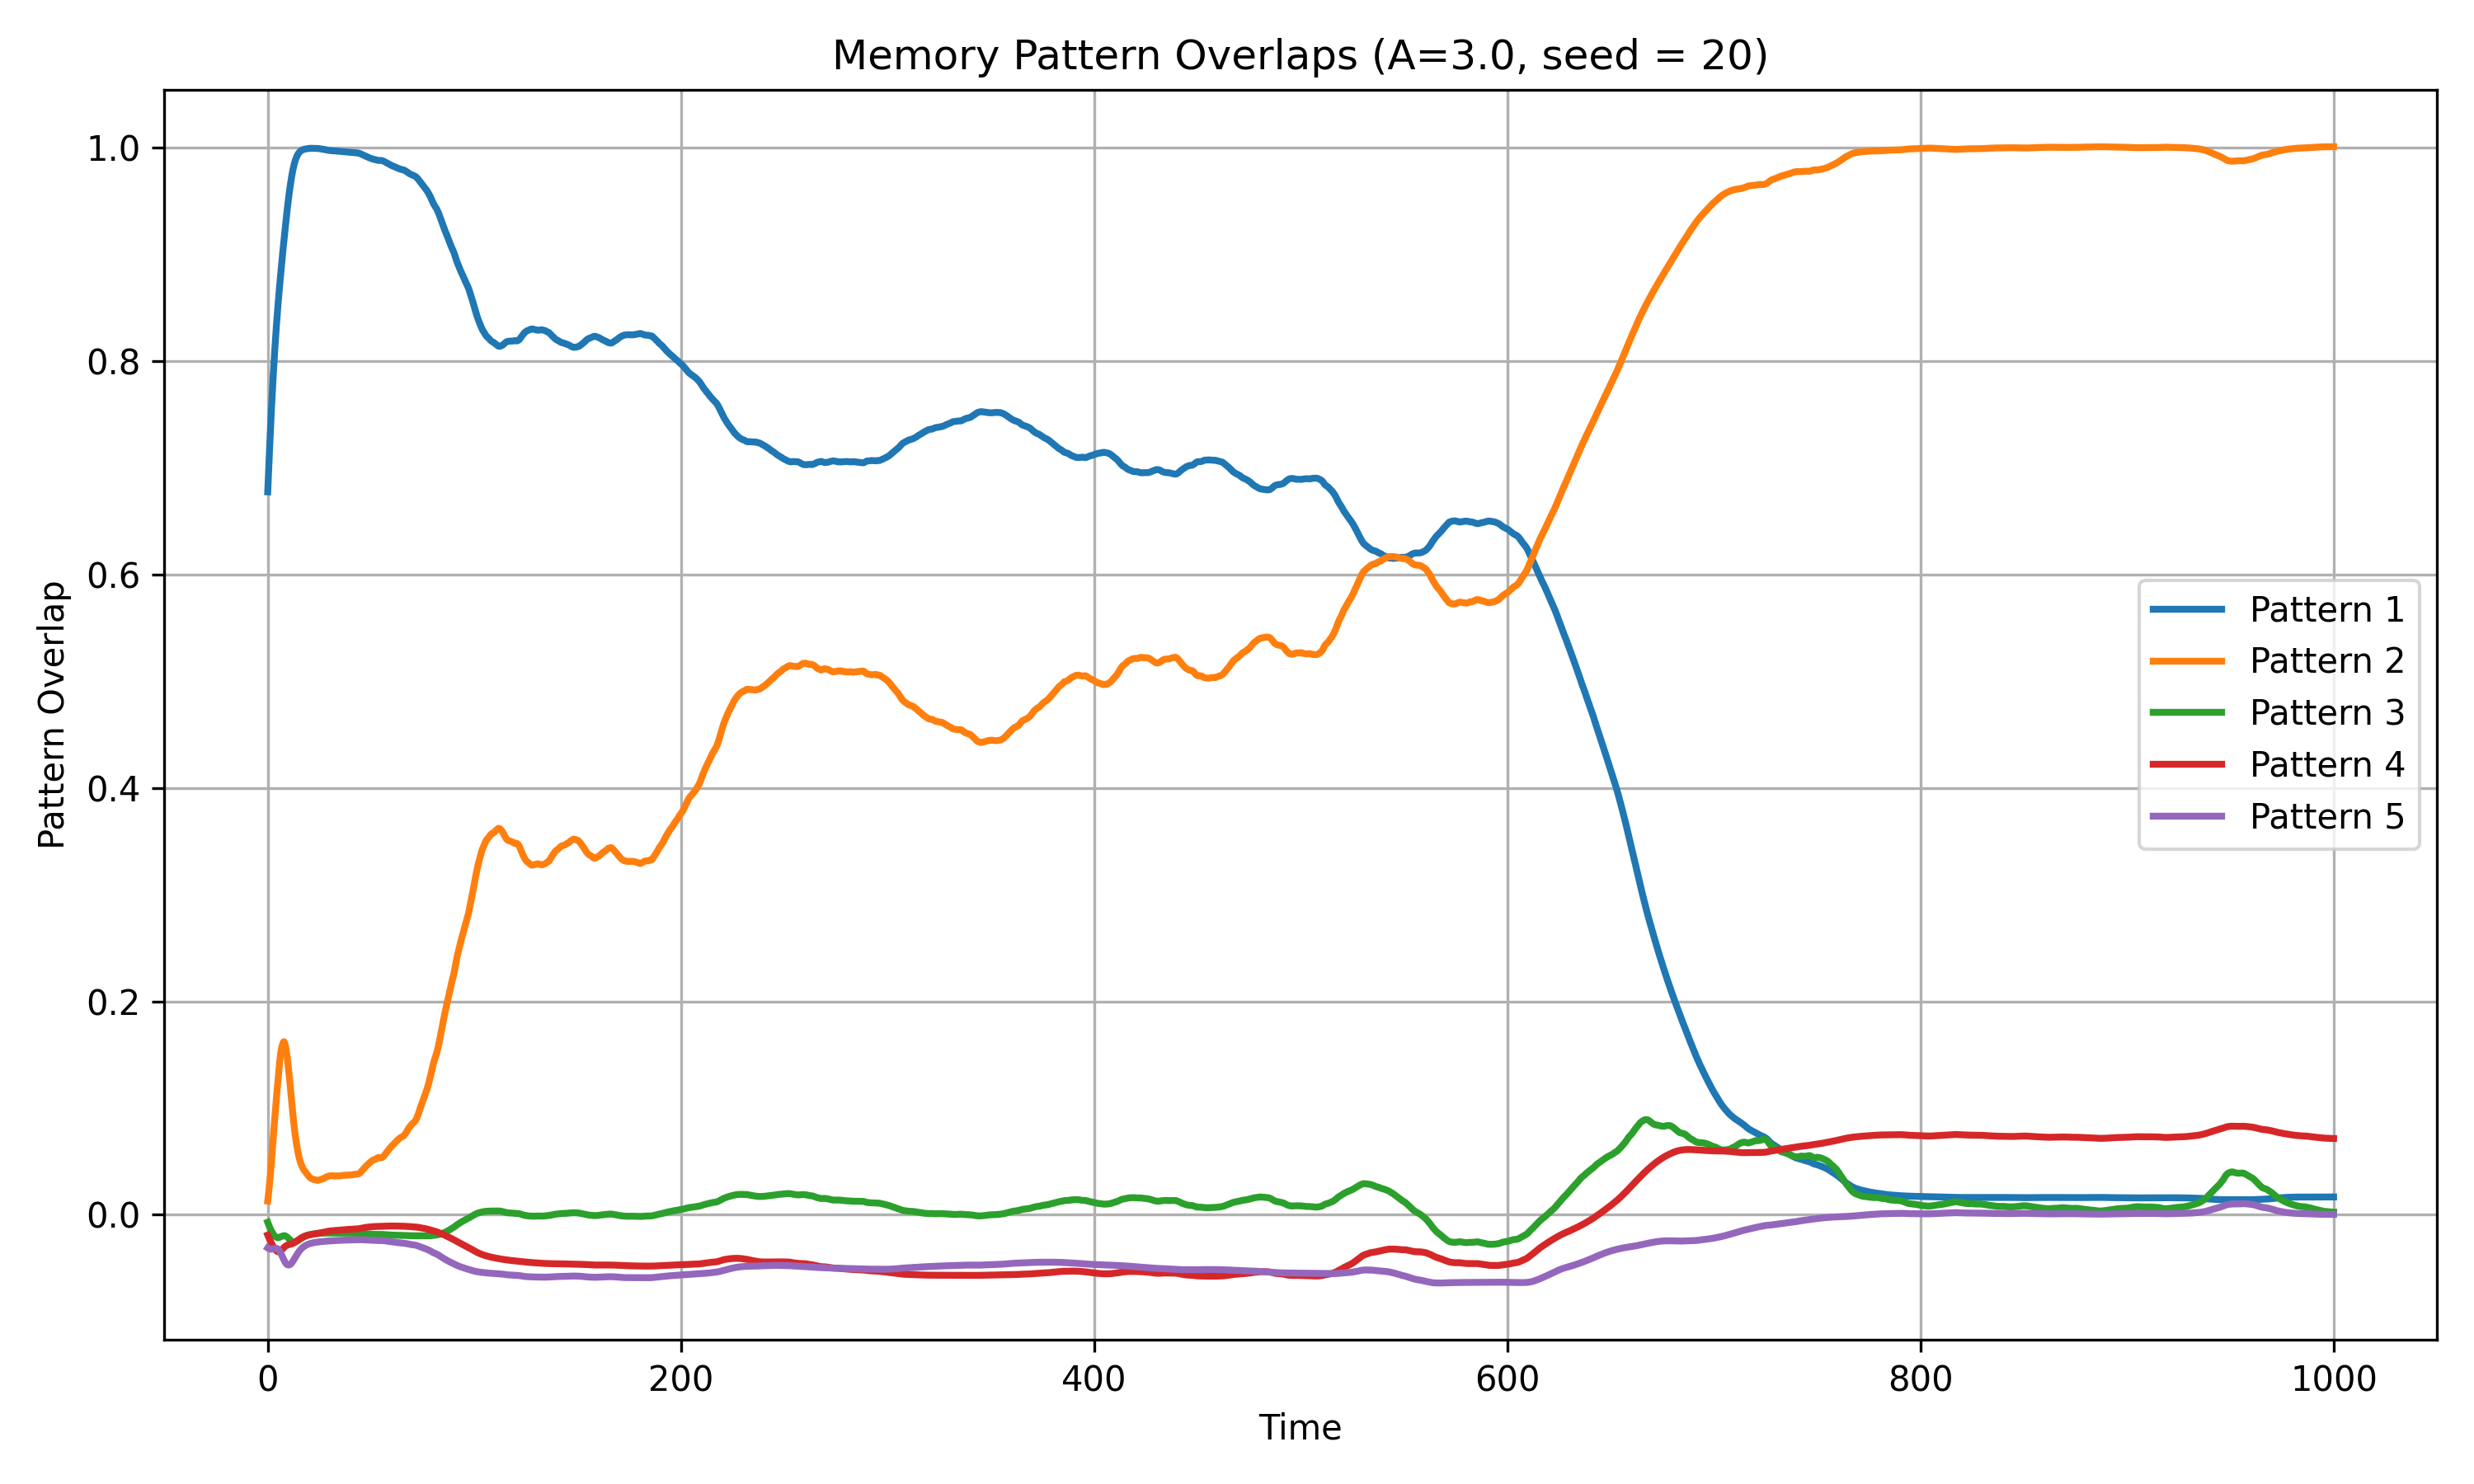 Memory Pattern Overlaps (A=3.0, seed = 20)
1.0
0.8
0.6
0.4
0.2
0.0
Pattern Overlap
Pattern 1
Pattern 2
Pattern 3
Pattern 4
Pattern 5
0 200 400 600 800 1000
Time